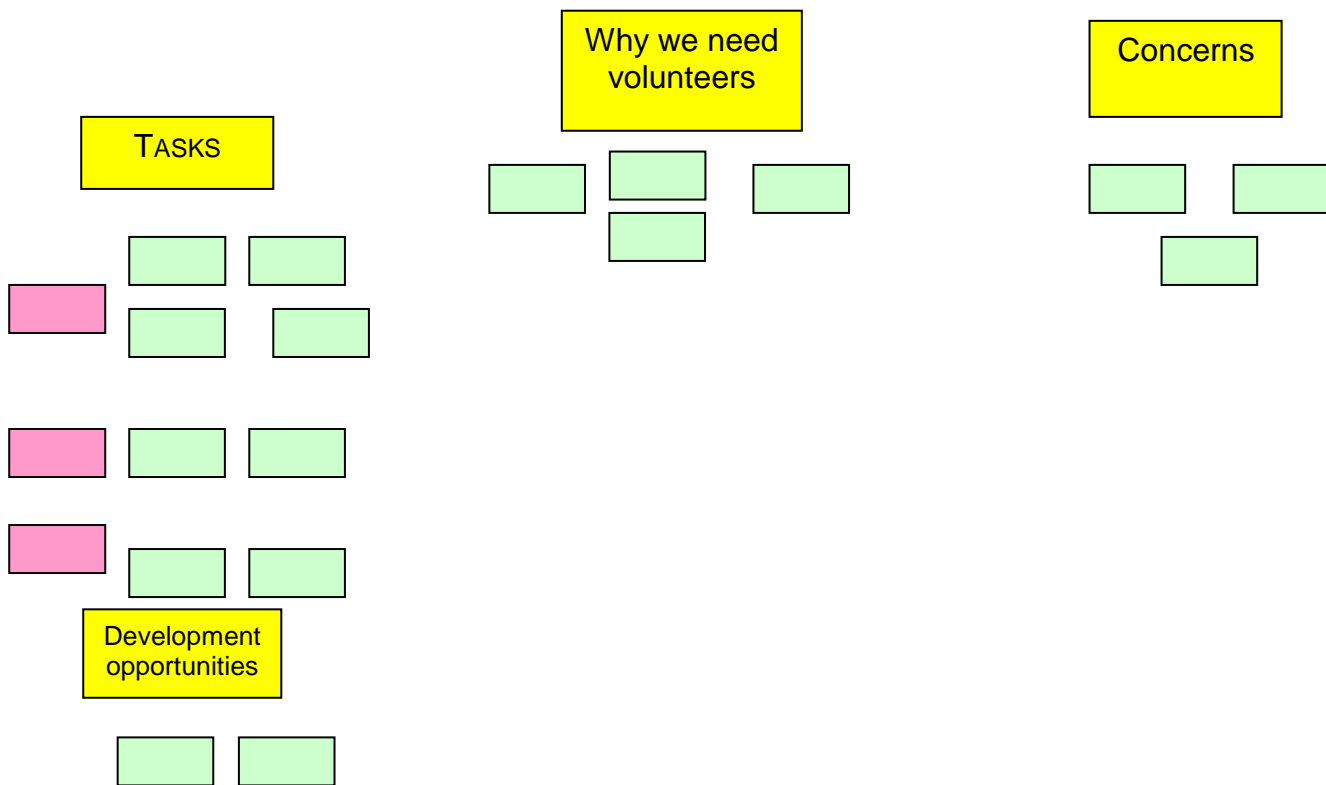 Why we need
volunteers
Concerns
TASKS
Development
opportunities